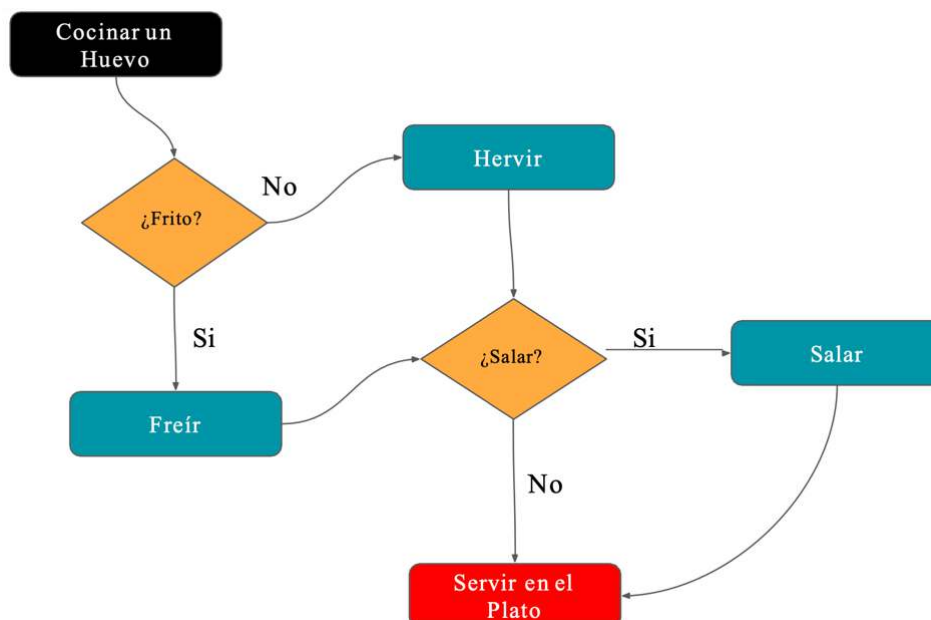 Cocinar un
Huevo
No
Hervir
¿Frito?
Si
¿Salar?
Si
Salar
Freír
No
Servir en el
Plato